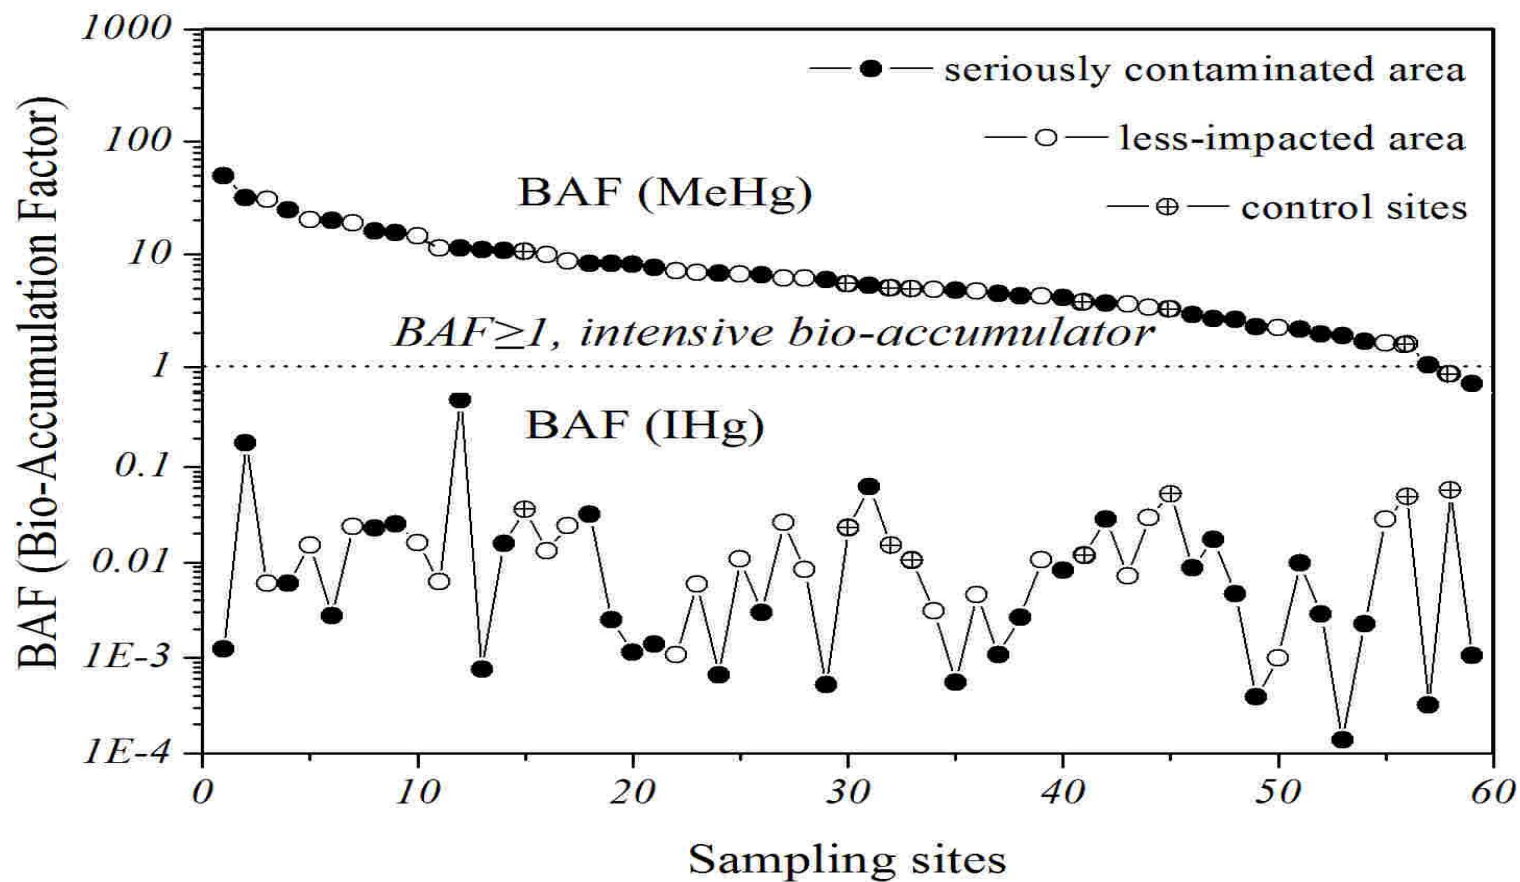 BAF (Bio-Accumulation Factor)
1000
100
10
1
0.1
0.01
1E-3
1E-4
seriously contaminated area
less-impacted area
control sites
BAF (MeHg)
BAF≥1, intensive bio-accumulator
BAF (IHg)
0 10 20 30 40 50 60
Sampling sites